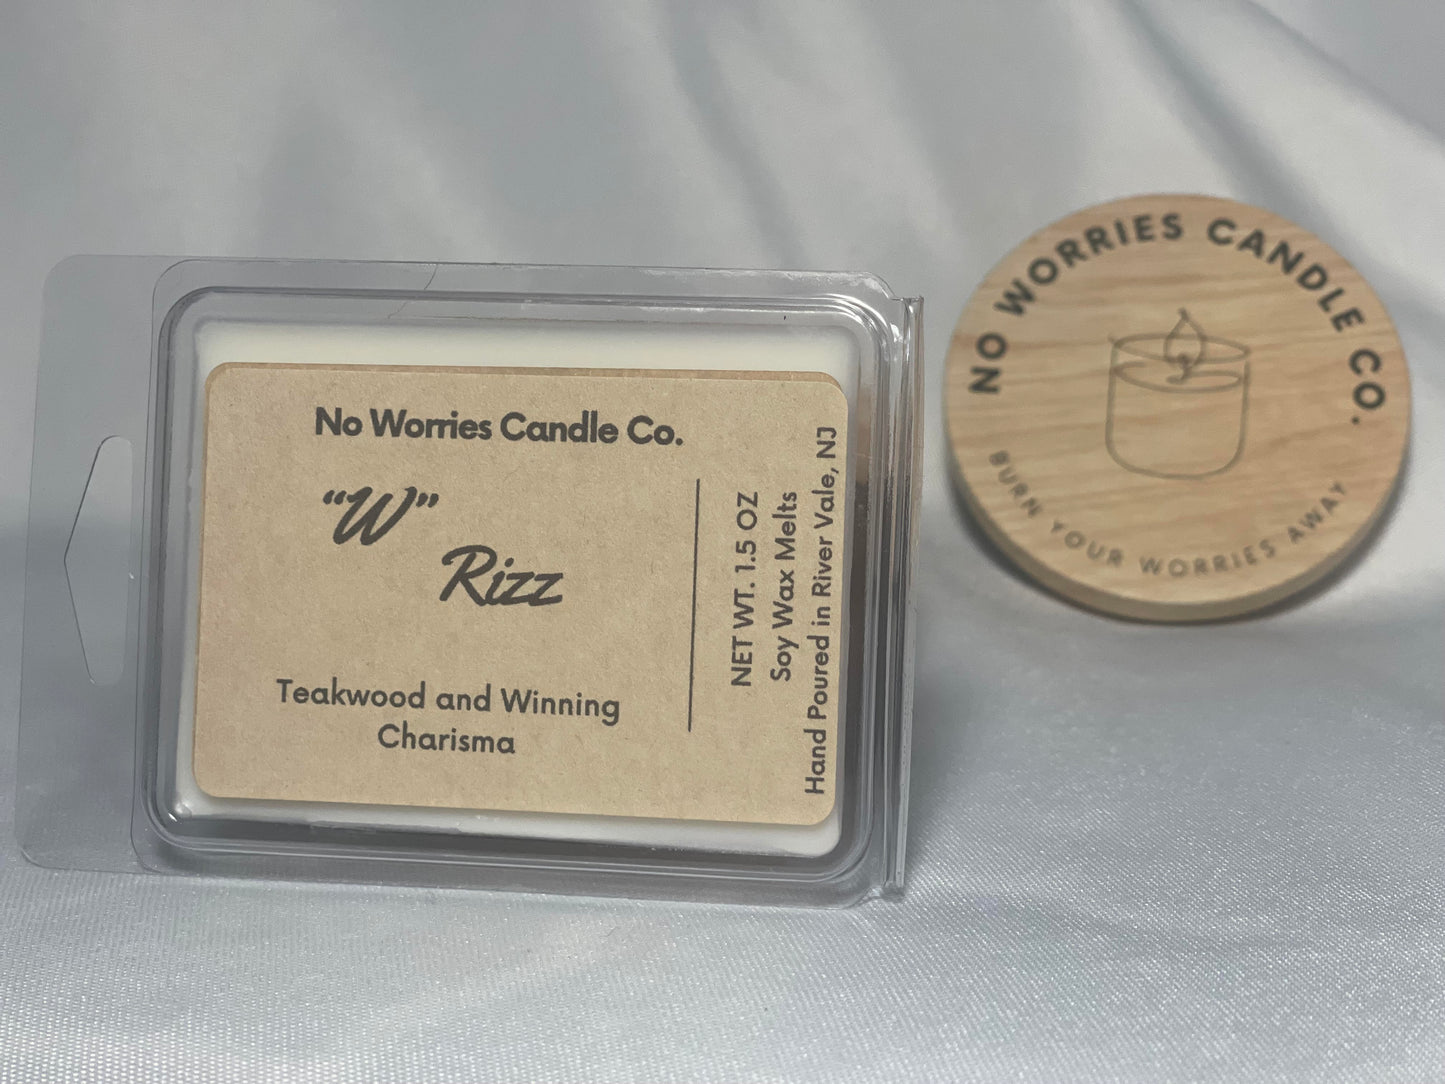 No Worries Candle Co.
“W”
Rizz
Teakwood and Winning
Charisma
NET WT. 1.5 OZ
Soy Wax Melts
Hand Poured in River Vale, NJ
NO WORRIES CANDLE CO.
BURN YOUR WORRIES AWAY